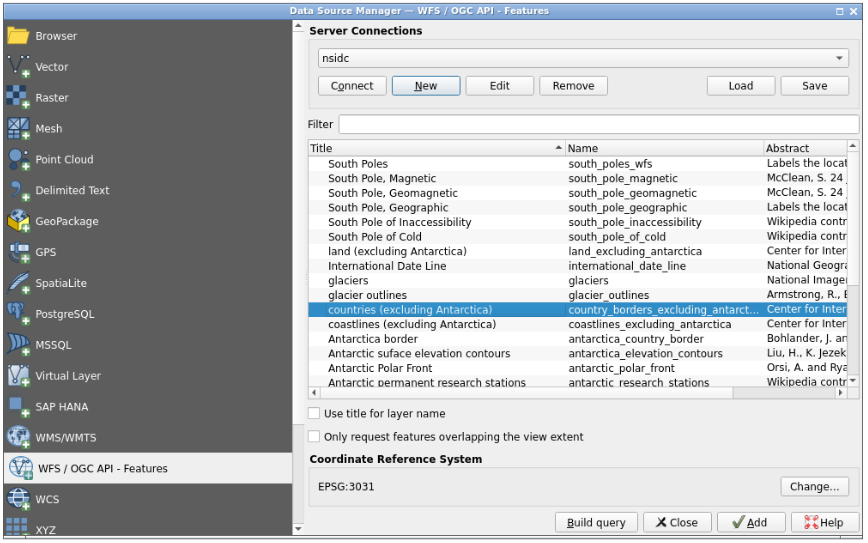 Data Source Manager — WFS / OGC API - Features
Browser
Vector
Raster
Mesh
Point Cloud
Delimited Text
GeoPackage
GPS
SpatiaLite
PostgreSQL
MSSQL
Virtual Layer
SAP HANA
WMS/WMTS
WFS / OGC API - Features
WCS
XYZ
Server Connections
nsidc
Connect New Edit Remove Load Save
Filter
Title Name Abstract
South Poles south_poles_wfs Labels the locat
South Pole, Magnetic south_pole_magnetic McClean, S. 24
South Pole, Geomagnetic south_pole_geomagnetic McClean, S. 24
South Pole, Geographic south_pole_geographic Labels the locat
South Pole of Inaccessibility south_pole_inaccessibility Wikipedia contr
South Pole of Cold south_pole_of_cold Wikipedia contr
land (excluding Antarctica) land_excluding_antarctica Center for Inter
International Date Line international_date_line National Geogra
glaciers glaciers National Imager
glacier outlines glacier_outlines Armstrong, R., E
countries (excluding Antarctica) country_borders_excluding_antarct... Center for Inter
coastlines (excluding Antarctica) coastlines_excluding_antarctica Center for Inter
Antarctica border antarctica_country_border Bohlander, J. an
Antarctic suface elevation contours antarctica_elevation_contours Liu, H., K. Jezek
Antarctic Polar Front antarctic_polar_front Orsi, A. and Rya
Antarctic permanent research stations antarctic_research_stations Wikipedia contr
Use title for layer name
Only request features overlapping the view extent
Coordinate Reference System
EPSG:3031 Change...
Build query Close Add Help